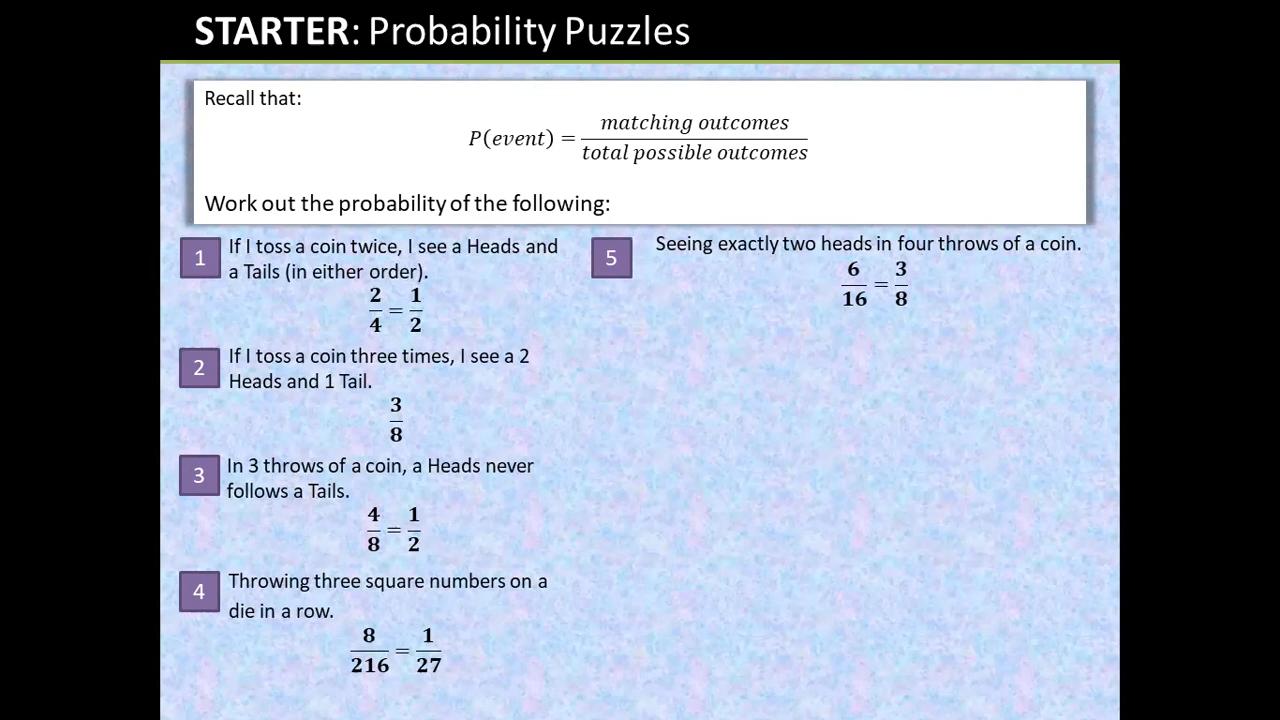 STARTER: Probability Puzzles
Recall that:
P(event) = matching outcomes / total possible outcomes
Work out the probability of the following:
1
If I toss a coin twice, I see a Heads and
a Tails (in either order).
2/4 = 1/2
2
If I toss a coin three times, I see a 2
Heads and 1 Tail.
3/8
3
In 3 throws of a coin, a Heads never
follows a Tails.
4/8 = 1/2
4
Throwing three square numbers on a
die in a row.
8/216 = 1/27
5
Seeing exactly two heads in four throws of a coin.
6/16 = 3/8